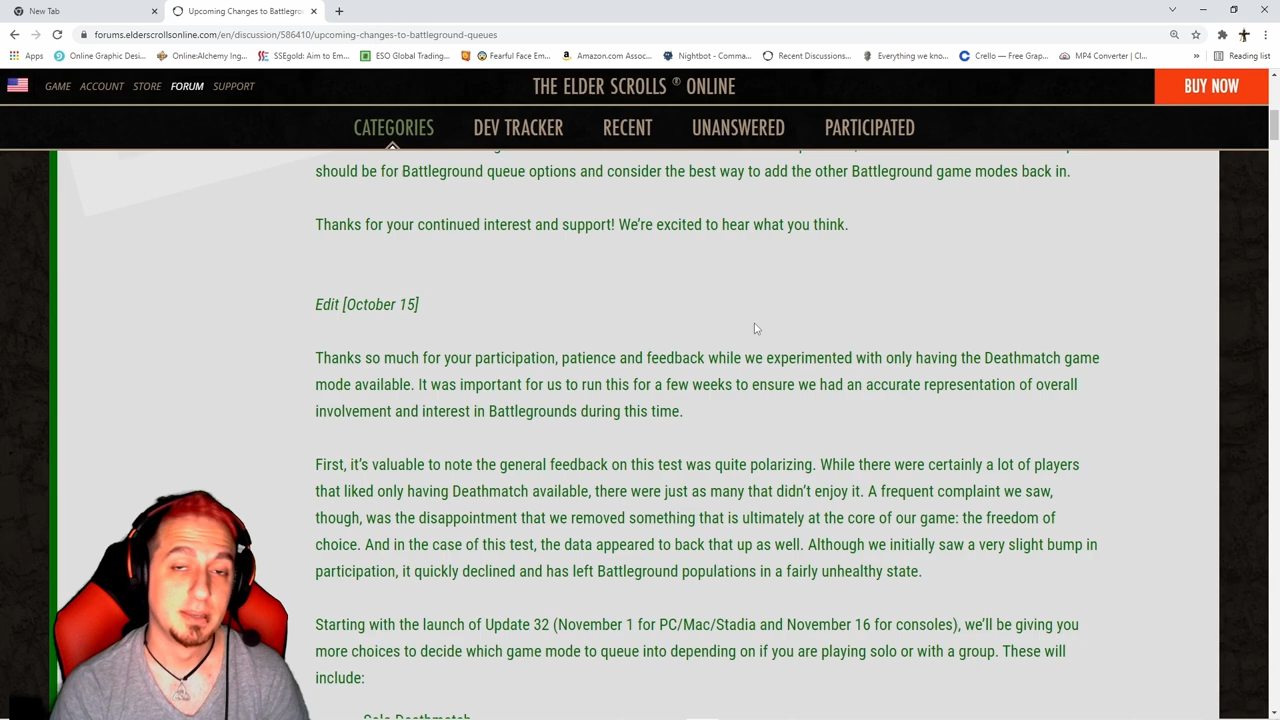 New Tab
Upcoming Changes to Battlegrou
forums.elderscrollsonline.com/en/discussion/586410/upcoming-changes-to-battleground-queues
Apps
Online Graphic Desi...
Online:Alchemy Ing...
SSEgold: Aim to Em...
ESO Global Trading...
Fearful Face Em...
Amazon.com Assoc...
Nightbot - Comma...
Recent Discussions...
Everything we kno...
Crello — Free Grap...
MP4 Converter | Cl...
»
Reading list
GAME ACCOUNT STORE FORUM SUPPORT
THE ELDER SCROLLS ® ONLINE
BUY NOW
CATEGORIES DEV TRACKER RECENT UNANSWERED PARTICIPATED
should be for Battleground queue options and consider the best way to add the other Battleground game modes back in.
Thanks for your continued interest and support! We’re excited to hear what you think.
Edit [October 15]
Thanks so much for your participation, patience and feedback while we experimented with only having the Deathmatch game
mode available. It was important for us to run this for a few weeks to ensure we had an accurate representation of overall
involvement and interest in Battlegrounds during this time.
First, it’s valuable to note the general feedback on this test was quite polarizing. While there were certainly a lot of players
that liked only having Deathmatch available, there were just as many that didn’t enjoy it. A frequent complaint we saw,
though, was the disappointment that we removed something that is ultimately at the core of our game: the freedom of
choice. And in the case of this test, the data appeared to back that up as well. Although we initially saw a very slight bump in
participation, it quickly declined and has left Battleground populations in a fairly unhealthy state.
Starting with the launch of Update 32 (November 1 for PC/Mac/Stadia and November 16 for consoles), we’ll be giving you
more choices to decide which game mode to queue into depending on if you are playing solo or with a group. These will
include:
Solo Deathmatch